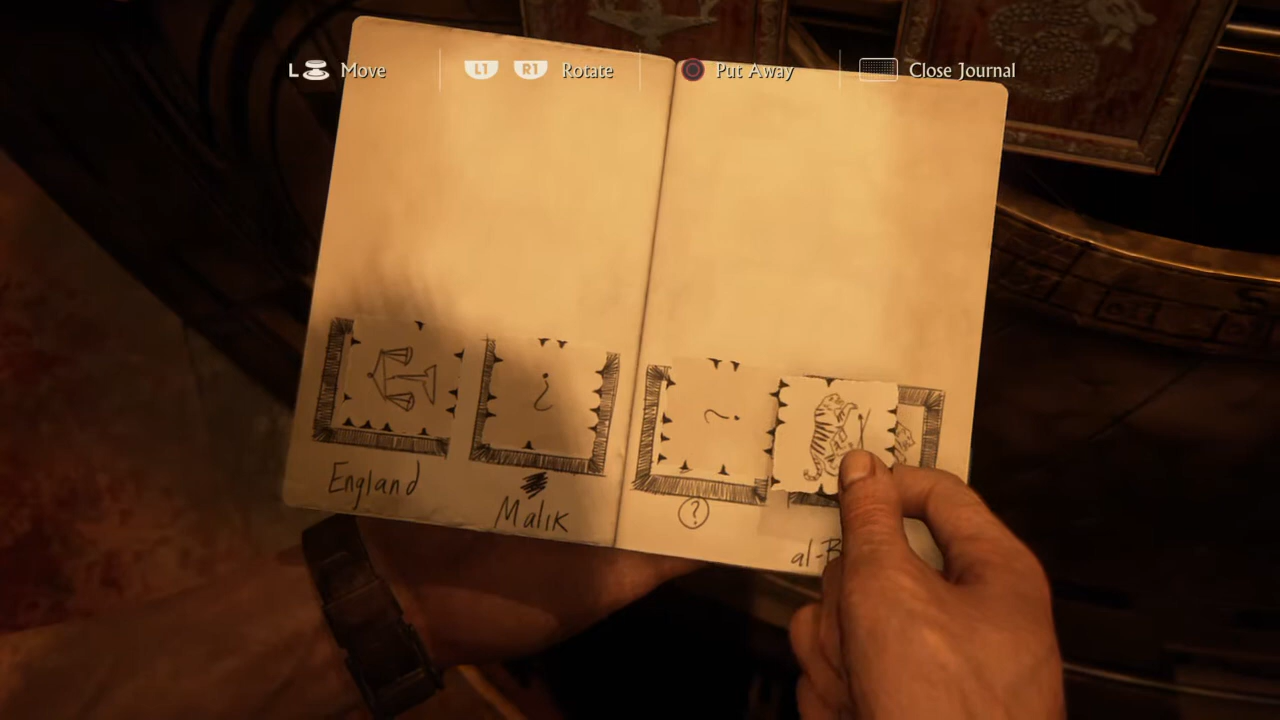 L Move
L1 R1 Rotate
Put Away
Close Journal
England
Malik
?